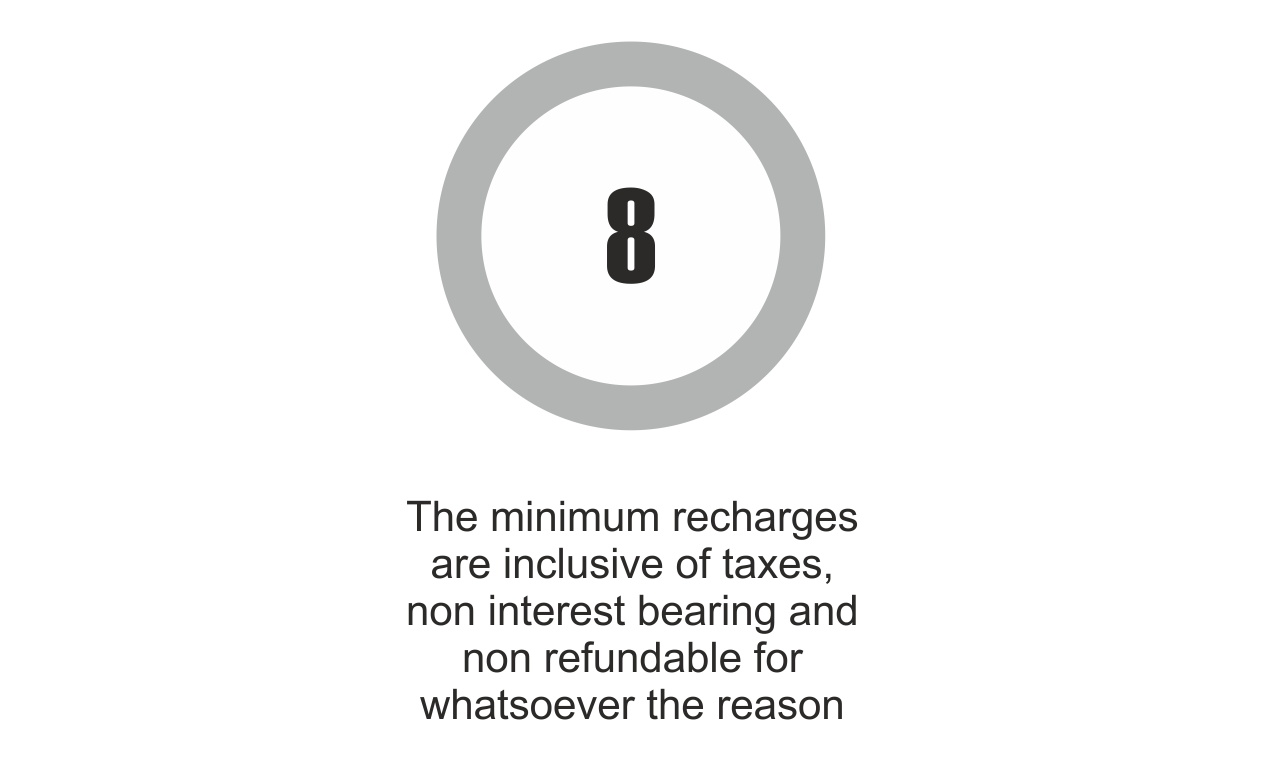 8
The minimum recharges
are inclusive of taxes,
non interest bearing and
non refundable for
whatsoever the reason